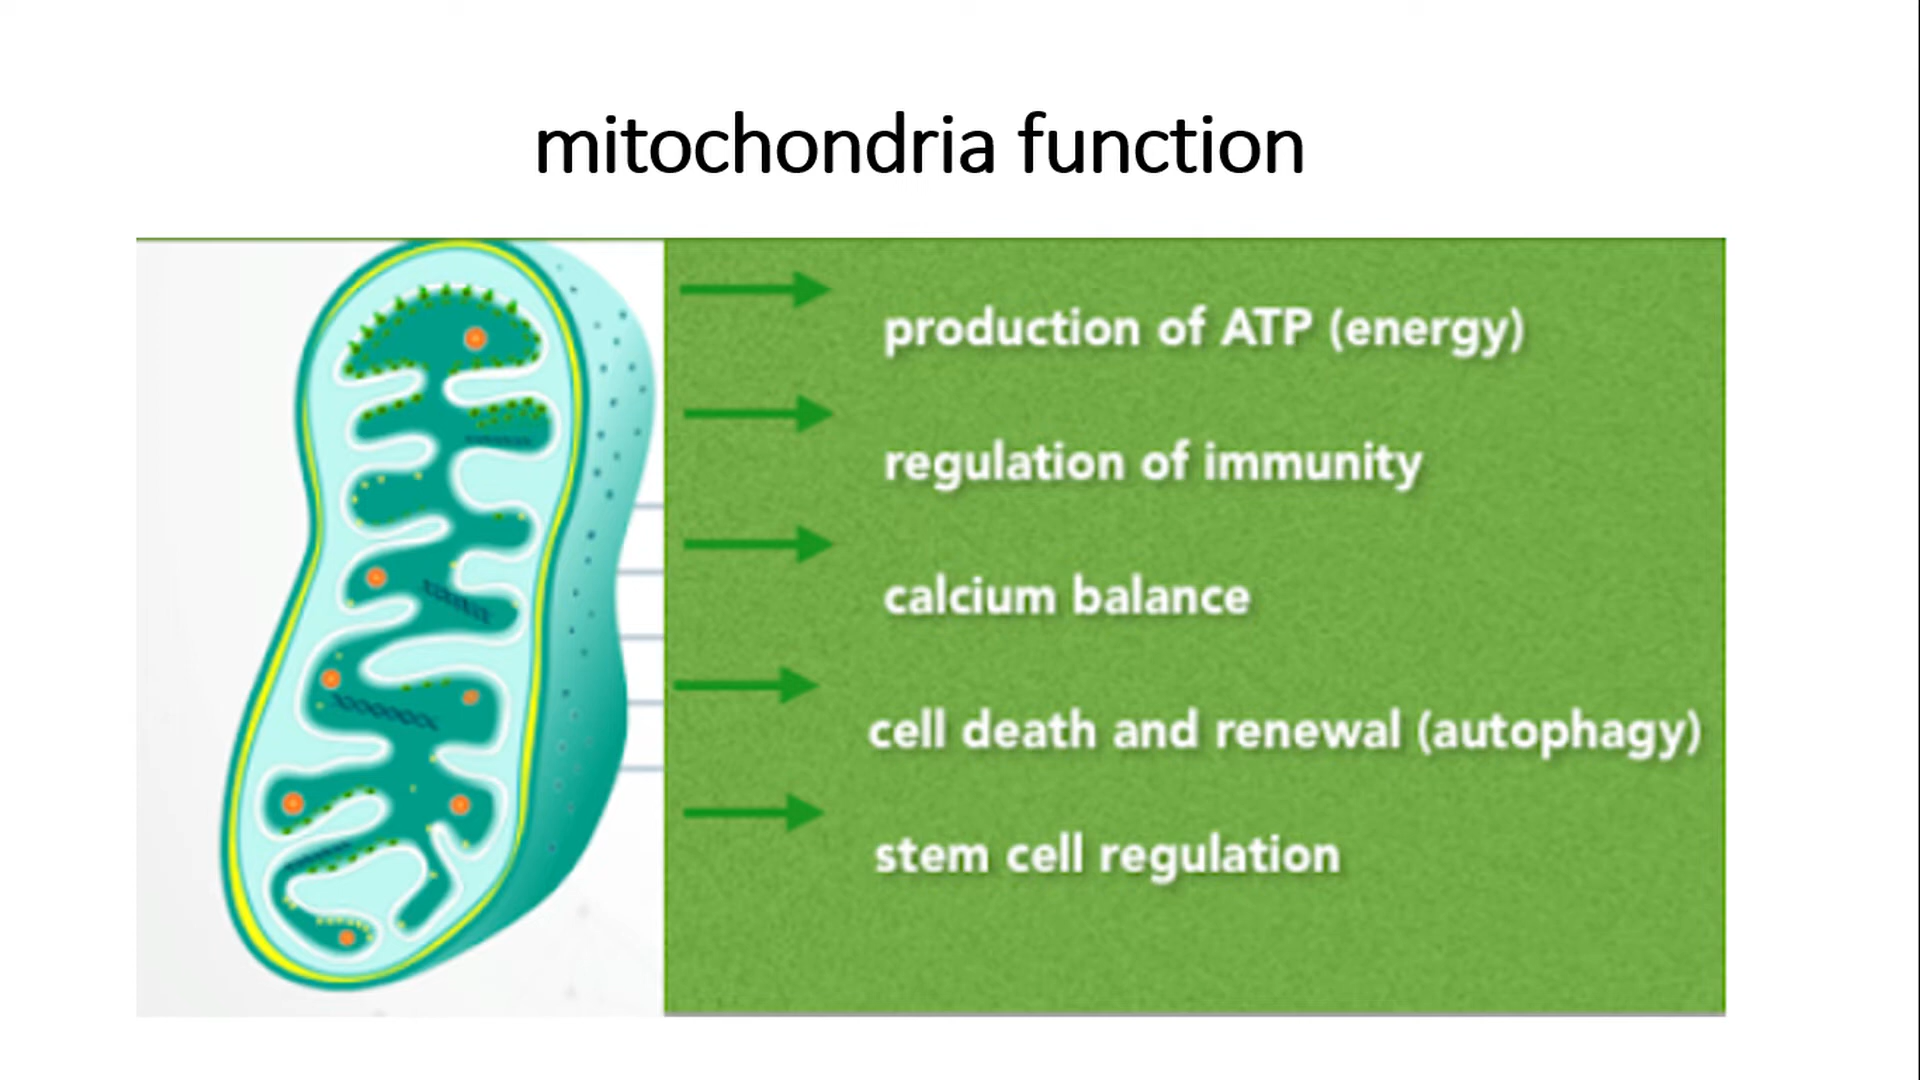 mitochondria function
production of ATP (energy)
regulation of immunity
calcium balance
cell death and renewal (autophagy)
stem cell regulation